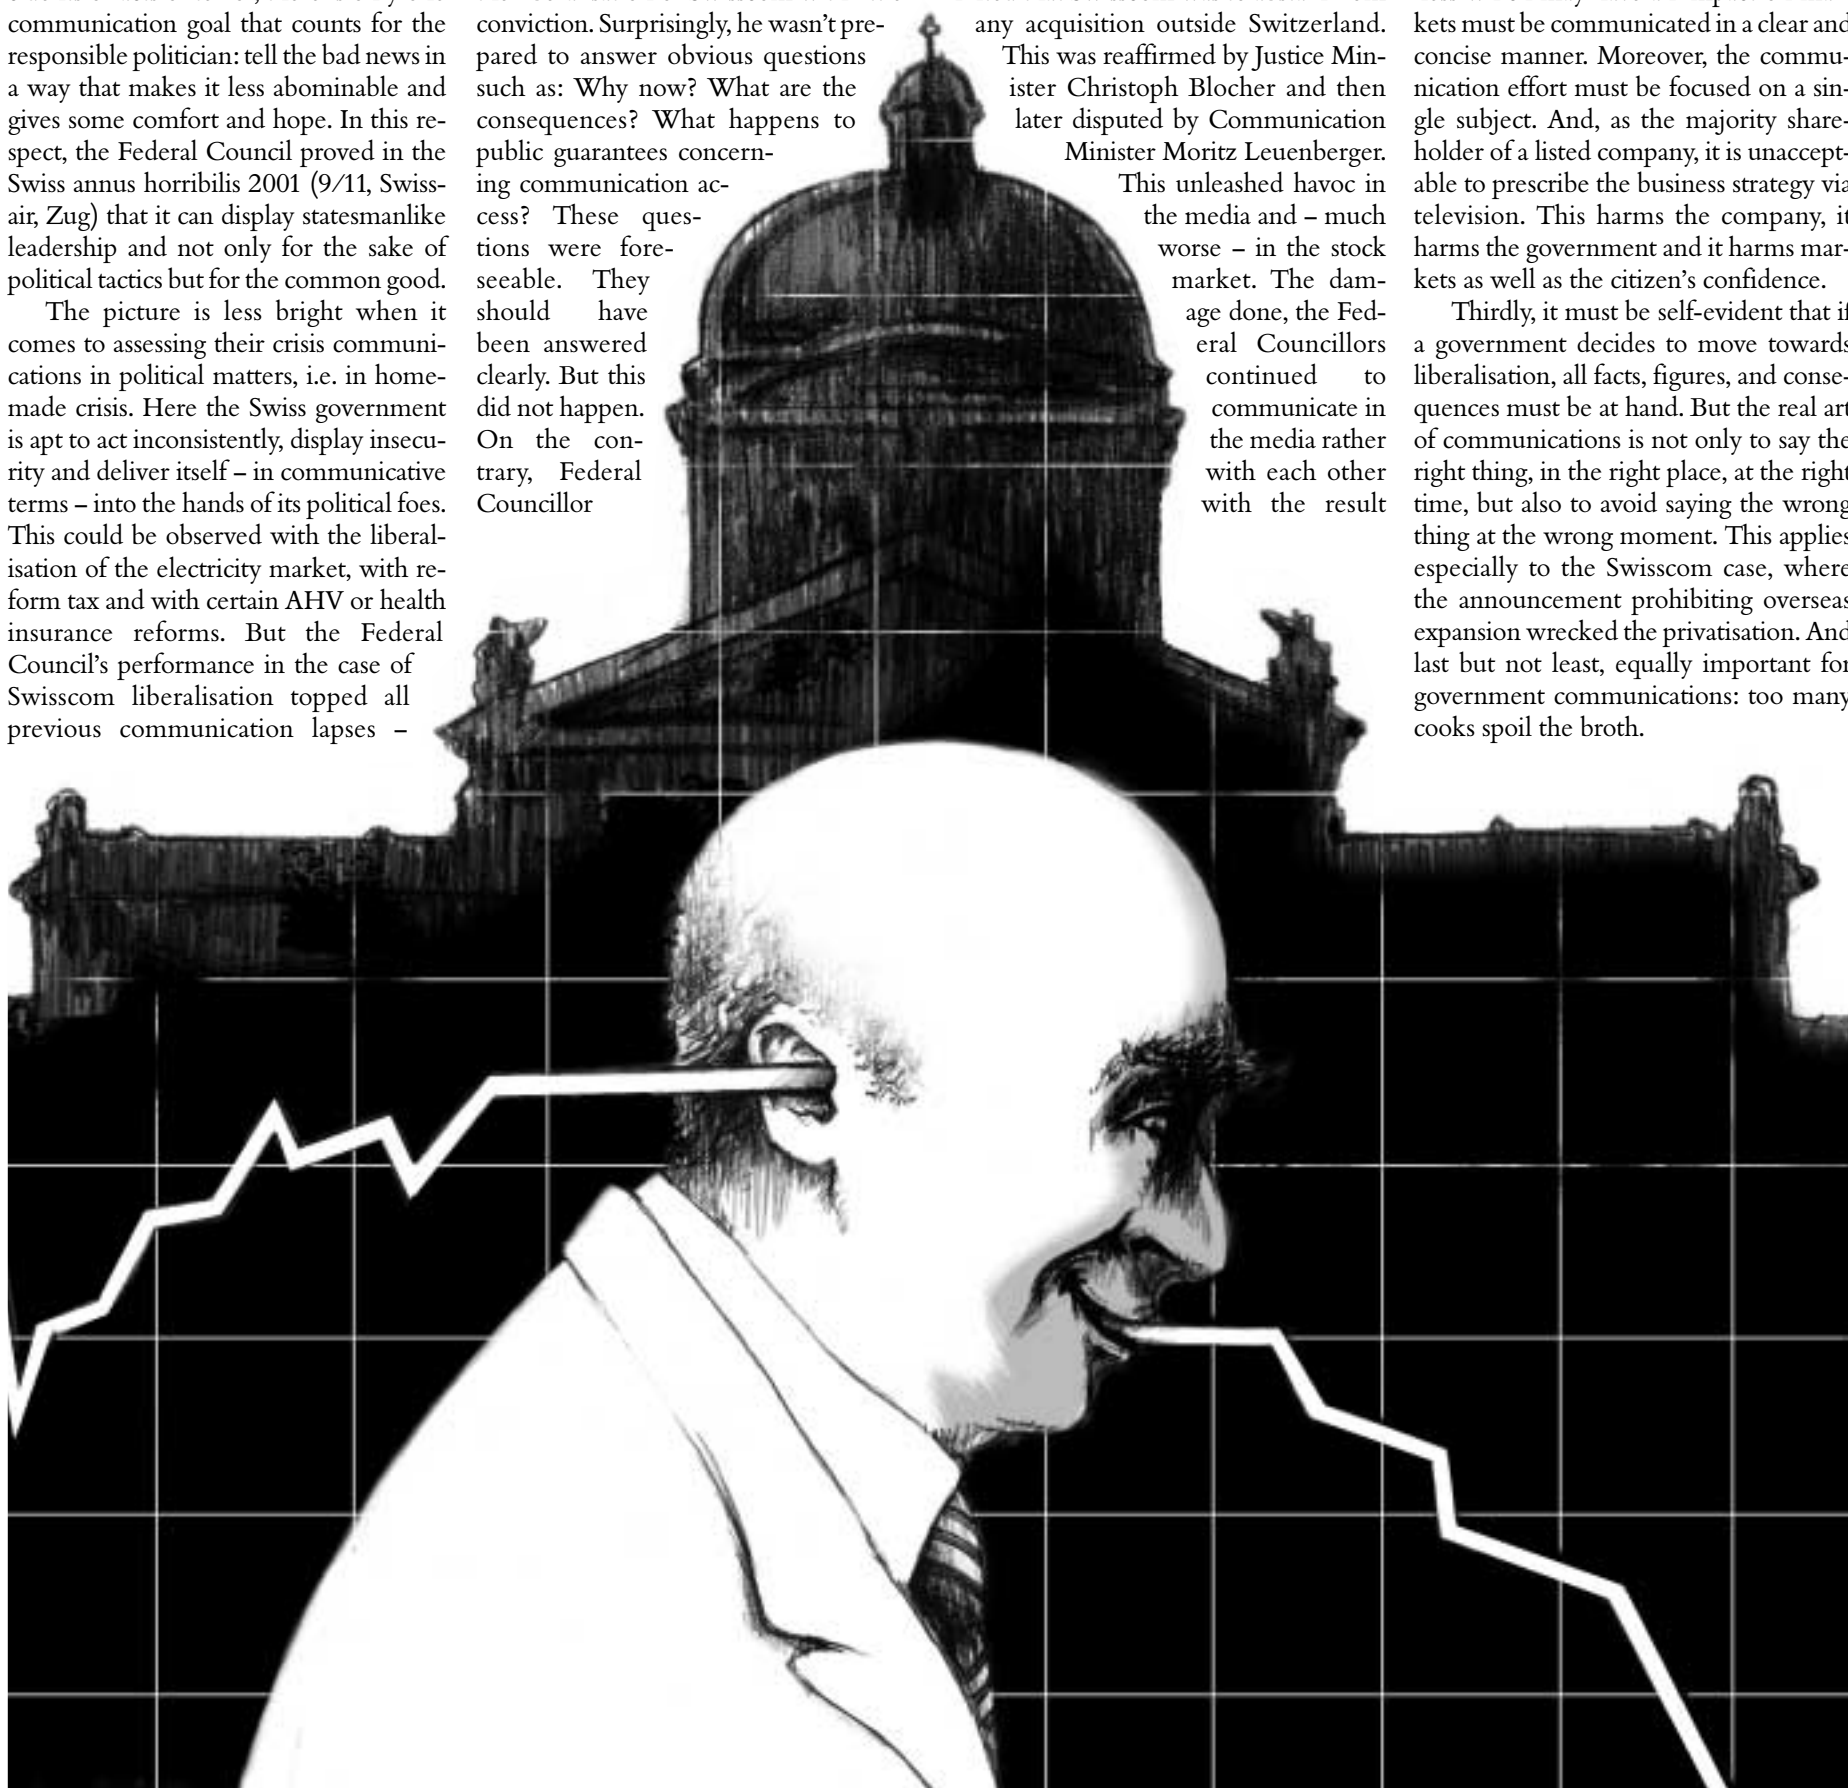 communication goal that counts for the
responsible politician: tell the bad news in
a way that makes it less abominable and
gives some comfort and hope. In this re-
spect, the Federal Council proved in the
Swiss annus horribilis 2001 (9/11, Swiss-
air, Zug) that it can display statesmanlike
leadership and not only for the sake of
political tactics but for the common good.
The picture is less bright when it
comes to assessing their crisis communi-
cations in political matters, i.e. in home-
made crisis. Here the Swiss government
is apt to act inconsistently, display insecu-
rity and deliver itself – in communicative
terms – into the hands of its political foes.
This could be observed with the liberal-
isation of the electricity market, with re-
form tax and with certain AHV or health
insurance reforms. But the Federal
Council’s performance in the case of
Swisscom liberalisation topped all
previous communication lapses –
conviction. Surprisingly, he wasn’t pre-
pared to answer obvious questions
such as: Why now? What are the
consequences? What happens to
public guarantees concern-
ing communication ac-
cess? These ques-
tions were fore-
seeable. They
should have
been answered
clearly. But this
did not happen.
On the con-
trary, Federal
Councillor
any acquisition outside Switzerland.
This was reaffirmed by Justice Min-
ister Christoph Blocher and then
later disputed by Communication
Minister Moritz Leuenberger.
This unleashed havoc in
the media and – much
worse – in the stock
market. The dam-
age done, the Fed-
eral Councillors
continued to
communicate in
the media rather
with each other
with the result
kets must be communicated in a clear and
concise manner. Moreover, the commu-
nication effort must be focused on a sin-
gle subject. And, as the majority share-
holder of a listed company, it is unaccept-
able to prescribe the business strategy via
television. This harms the company, it
harms the government and it harms mar-
kets as well as the citizen’s confidence.
Thirdly, it must be self-evident that if
a government decides to move towards
liberalisation, all facts, figures, and conse-
quences must be at hand. But the real art
of communications is not only to say the
right thing, in the right place, at the right
time, but also to avoid saying the wrong
thing at the wrong moment. This applies
especially to the Swisscom case, where
the announcement prohibiting overseas
expansion wrecked the privatisation. And
last but not least, equally important for
government communications: too many
cooks spoil the broth.